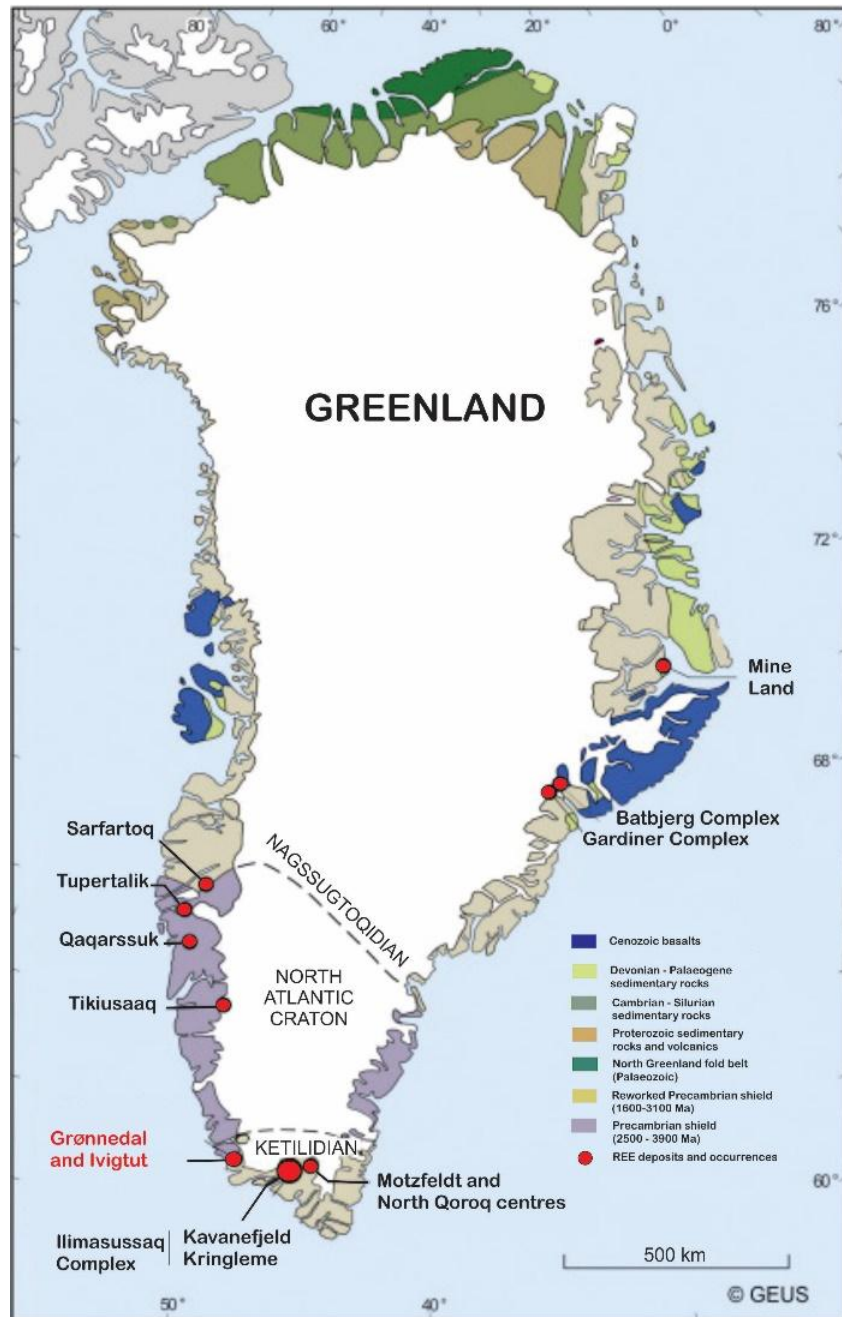 80°
60°
40°
20°
0°
80°
76°
GREENLAND
72°
Mine
Land
68°
Batbjerg Complex
Gardiner Complex
Sarfartoq
NAGSSUGTOQIDIAN
Tupertalik
Qaqarssuk
NORTH
ATLANTIC
CRATON
Tikiusaaq
Cenozoic basalts
Devonian - Palaeogene
sedimentary rocks
Cambrian - Silurian
sedimentary rocks
Proterozoic sedimentary
rocks and volcanics
North Greenland fold belt
(Palaeozoic)
Reworked Precambrian shield
(1600-3100 Ma)
Precambrian shield
(2500 - 3900 Ma)
REE deposits and occurrences
Grønnedal
and Ivigtut
KETILIDIAN
60°
Motzfeldt and
North Qoroq centres
Ilimasussaq
Complex
Kavanefjeld
Kringleme
500 km
© GEUS
50°
40°